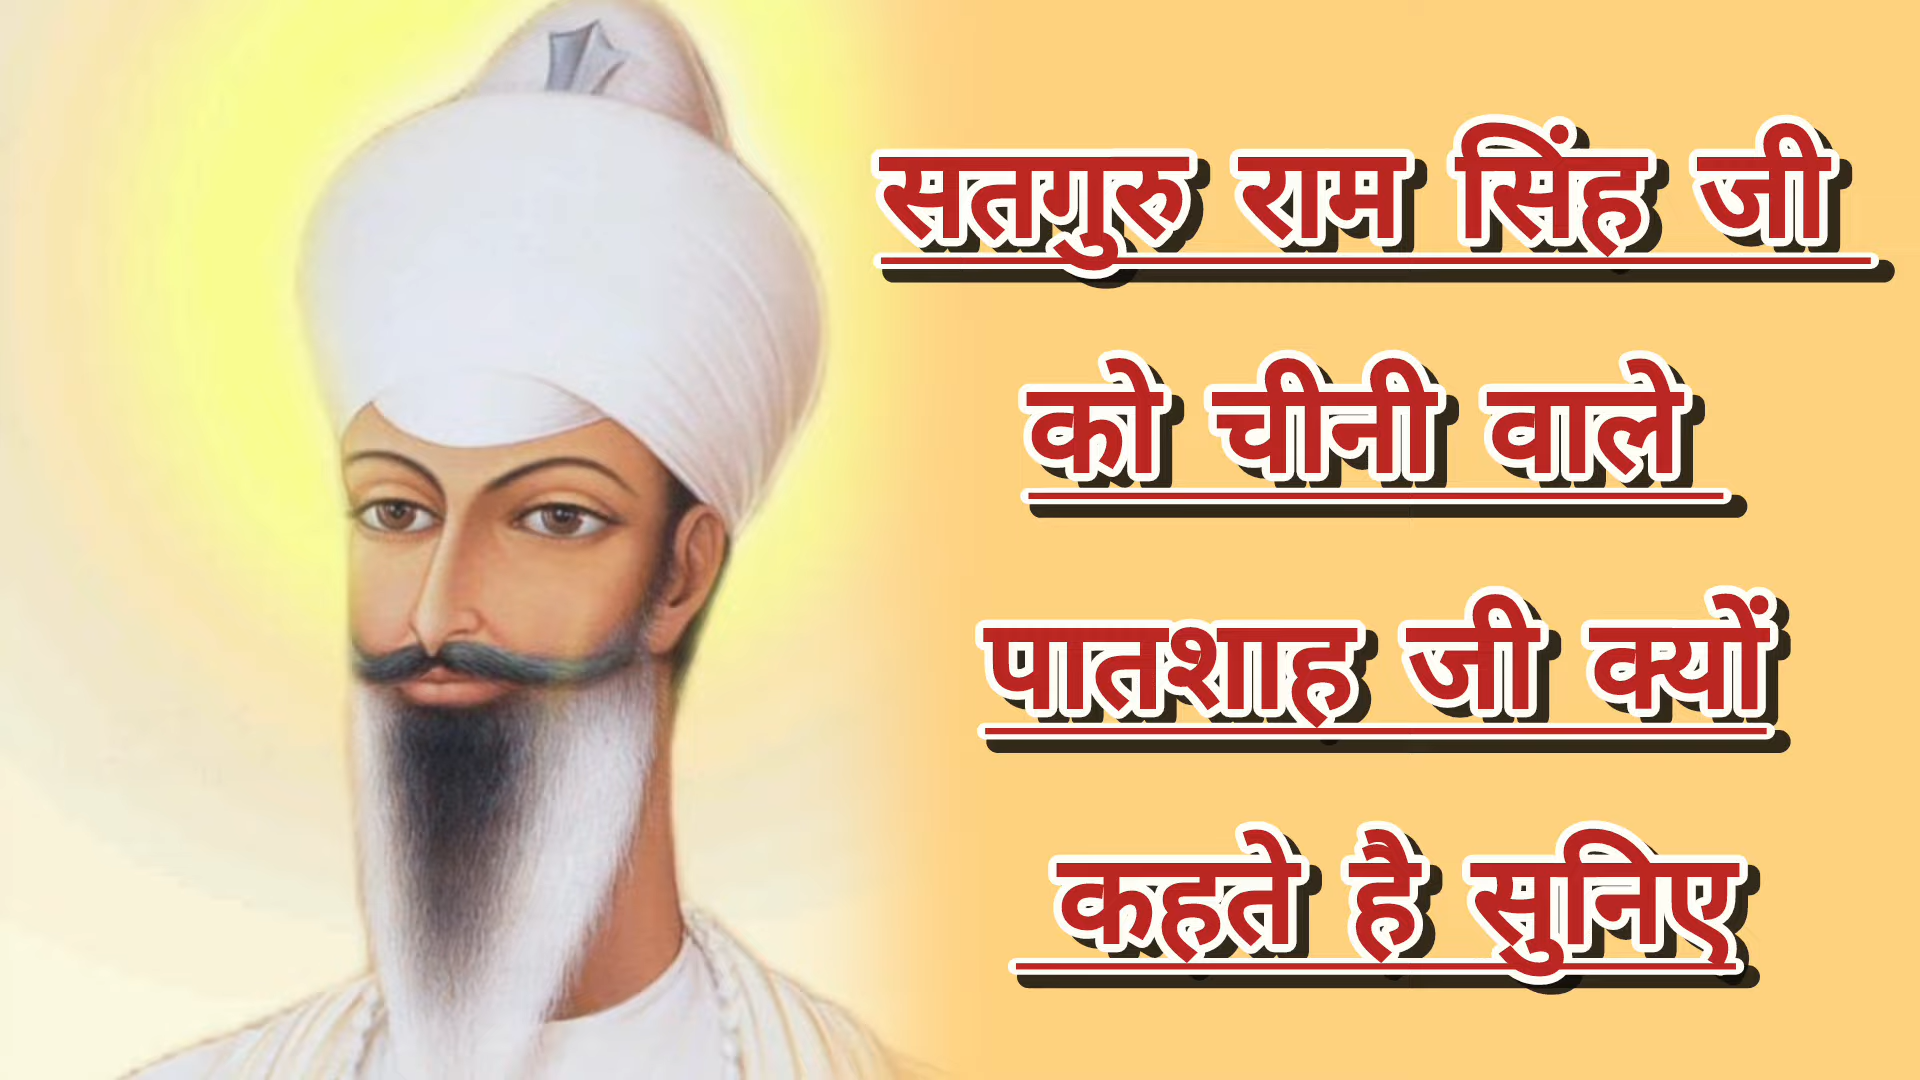 सतगुरु राम सिंह जी
को चीनी वाले
पातशाह जी क्यों
कहते है सुनिए